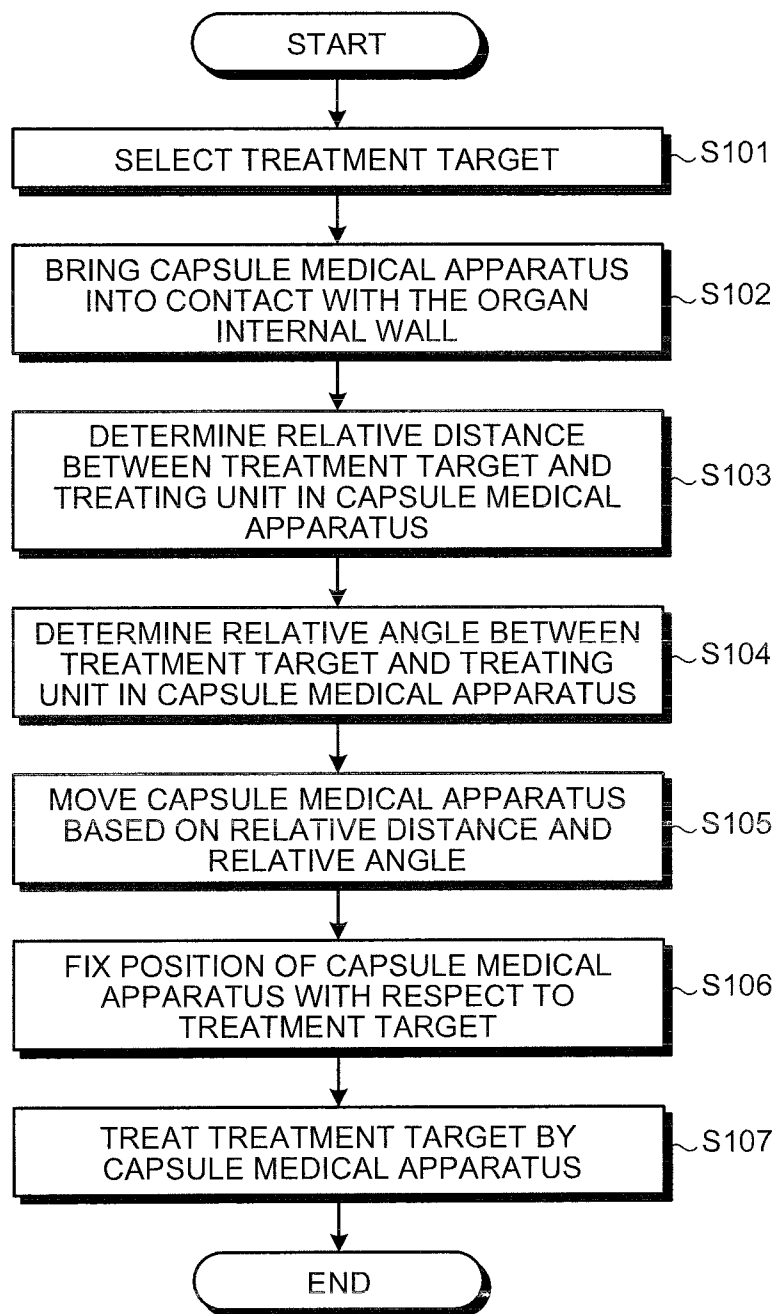 START
SELECT TREATMENT TARGET
S101
BRING CAPSULE MEDICAL APPARATUS
INTO CONTACT WITH THE ORGAN
INTERNAL WALL
S102
DETERMINE RELATIVE DISTANCE
BETWEEN TREATMENT TARGET AND
TREATING UNIT IN CAPSULE MEDICAL
APPARATUS
S103
DETERMINE RELATIVE ANGLE BETWEEN
TREATMENT TARGET AND TREATING
UNIT IN CAPSULE MEDICAL APPARATUS
S104
MOVE CAPSULE MEDICAL APPARATUS
BASED ON RELATIVE DISTANCE AND
RELATIVE ANGLE
S105
FIX POSITION OF CAPSULE MEDICAL
APPARATUS WITH RESPECT TO
TREATMENT TARGET
S106
TREAT TREATMENT TARGET BY
CAPSULE MEDICAL APPARATUS
S107
END